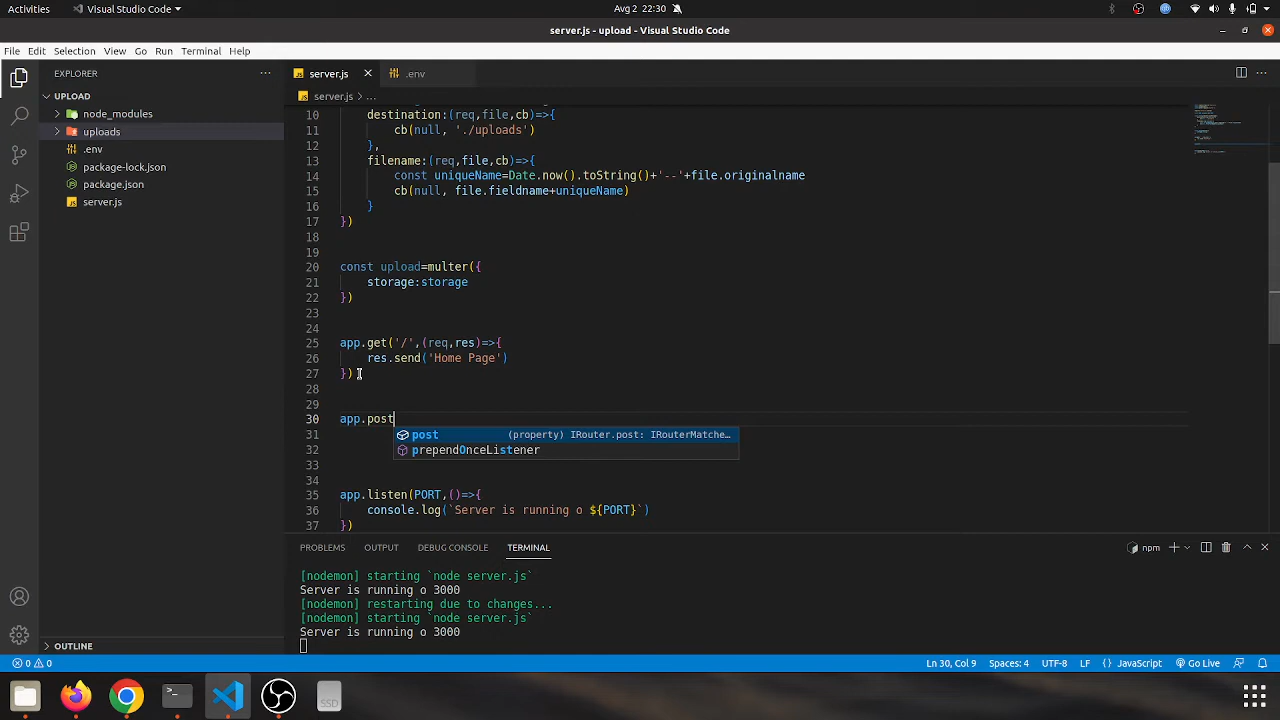 Activities
Visual Studio Code
Avg 2 22:30
server.js - upload - Visual Studio Code
File Edit Selection View Go Run Terminal Help
EXPLORER
UPLOAD
node_modules
uploads
.env
package-lock.json
package.json
server.js
OUTLINE
server.js
.env
server.js > ...
10 destination:(req,file,cb)=>{
11 cb(null, './uploads')
12 },
13 filename:(req,file,cb)=>{
14 const uniqueName=Date.now().toString()+'--'+file.originalname
15 cb(null, file.fieldname+uniqueName)
16 }
17 })
18
19
20 const upload=multer({
21 storage:storage
22 })
23
24
25 app.get('/',(req,res)=>{
26 res.send('Home Page')
27 })
28
29
30 app.post
31 post (property) IRouter.post: IRouterMatche…
32 prependOnceListener
33
34
35 app.listen(PORT,()=>{
36 console.log(`Server is running o ${PORT}`)
37 })
PROBLEMS OUTPUT DEBUG CONSOLE TERMINAL
npm
[nodemon] starting `node server.js`
Server is running o 3000
[nodemon] restarting due to changes...
[nodemon] starting `node server.js`
Server is running o 3000
0 0
Ln 30, Col 9 Spaces: 4 UTF-8 LF {} JavaScript Go Live
SSD